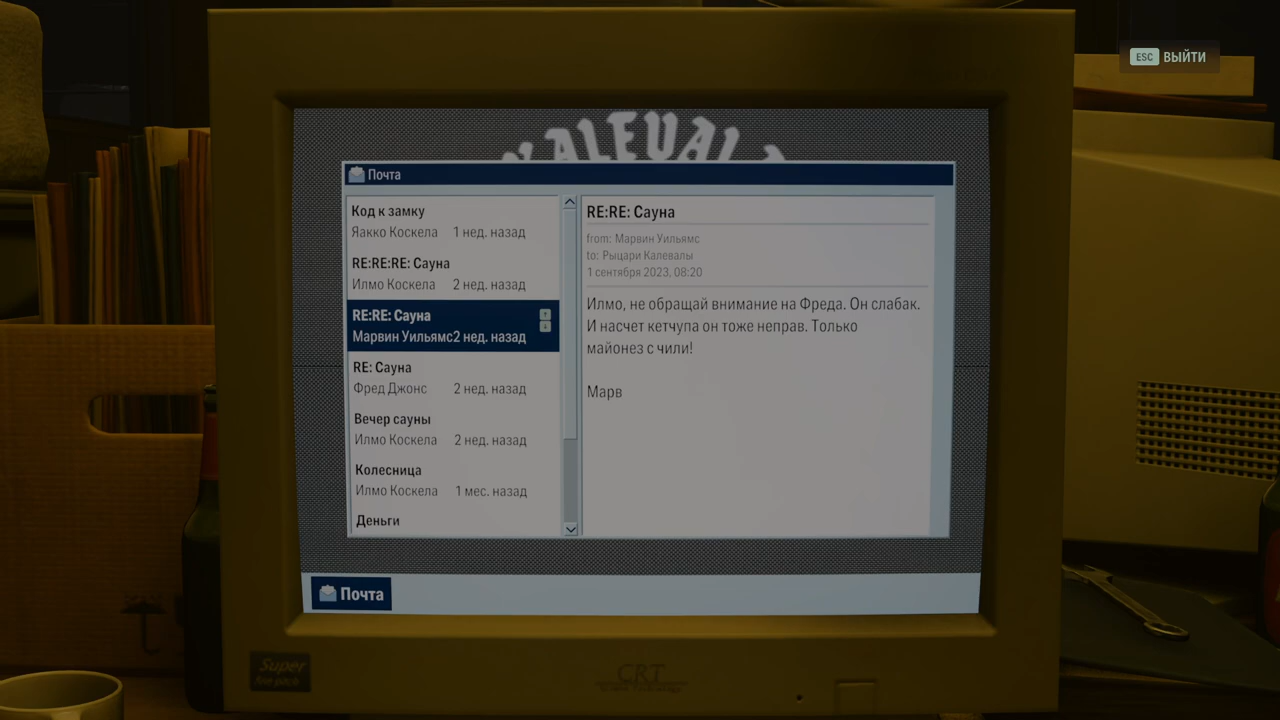 ESC ВЫЙТИ
KALEVALA
Почта
Код к замку
Яакко Коскела 1 нед. назад
RE:RE:RE: Сауна
Илмо Коскела 2 нед. назад
RE:RE: Сауна
Марвин Уильямс2 нед. назад
RE: Сауна
Фред Джонс 2 нед. назад
Вечер сауны
Илмо Коскела 2 нед. назад
Колесница
Илмо Коскела 1 мес. назад
Деньги
RE:RE: Сауна
from: Марвин Уильямс
to: Рыцари Калевалы
1 сентября 2023, 08:20
Илмо, не обращай внимание на Фреда. Он слабак.
И насчет кетчупа он тоже неправ. Только
майонез с чили!
Марв
Почта
Super
CRT